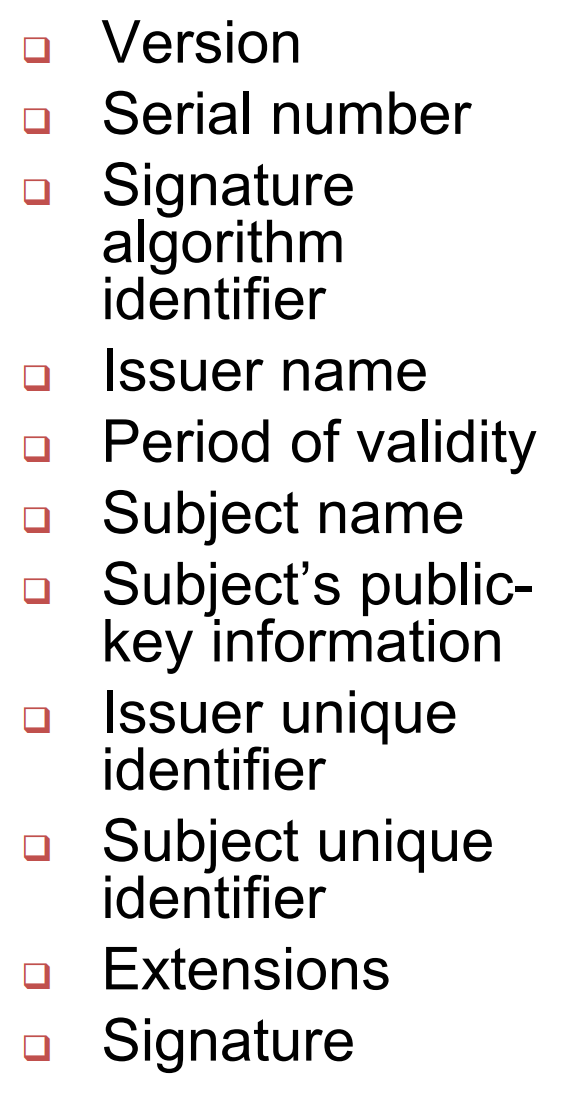 Version
Serial number
Signature
algorithm
identifier
Issuer name
Period of validity
Subject name
Subject’s public-
key information
Issuer unique
identifier
Subject unique
identifier
Extensions
Signature